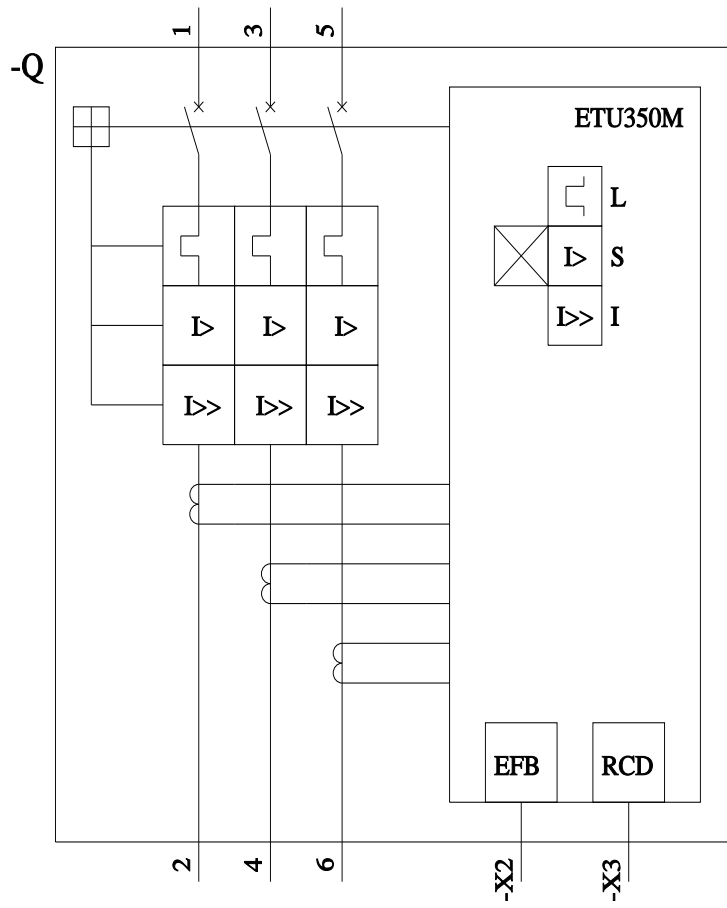 1 3 5
-Q
ETU350M
L
I> S
I> I> I>
I>> I
I>> I>> I>>
EFB RCD
2 4 6 -X2 -X3